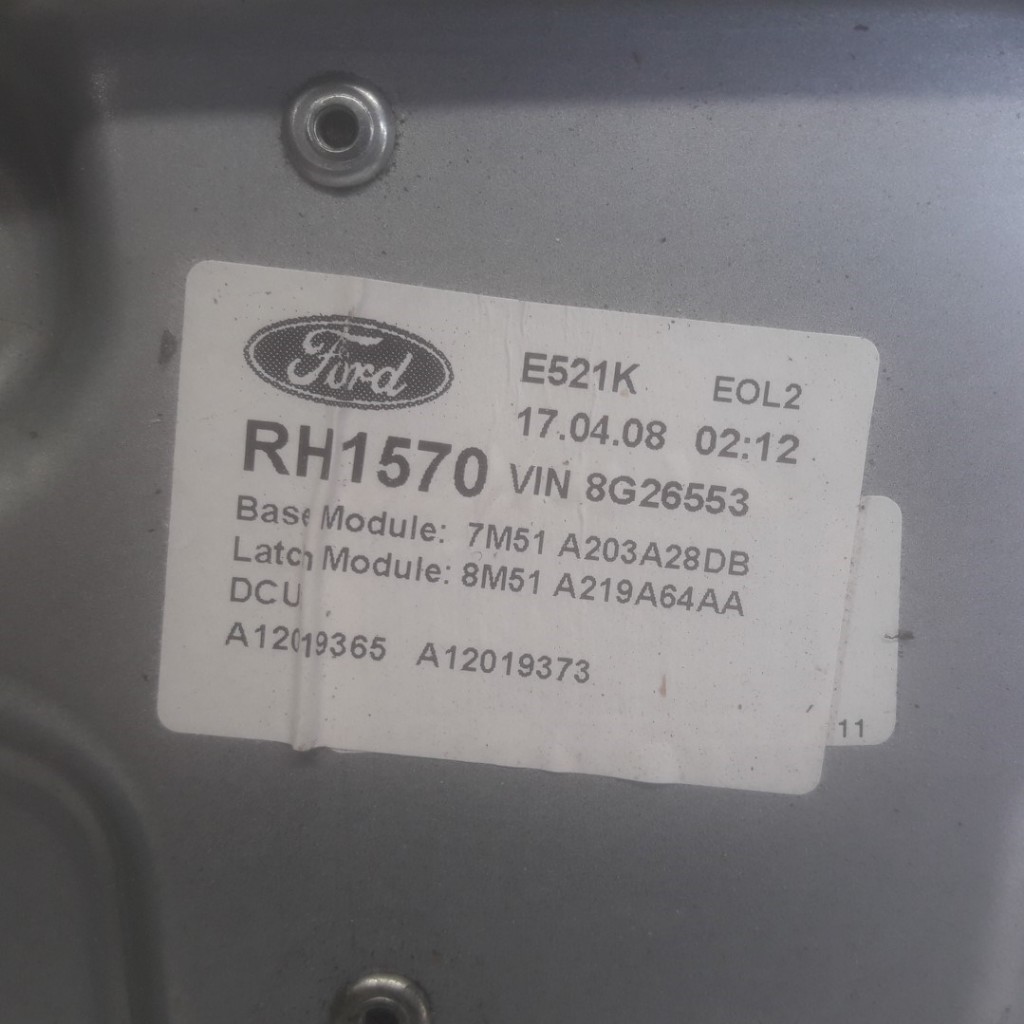 Ford
E521K EOL2
17.04.08 02:12
RH1570 VIN 8G26553
Base Module: 7M51 A203A28DB
Latch Module: 8M51 A219A64AA
DCU
A12019365 A12019373
11